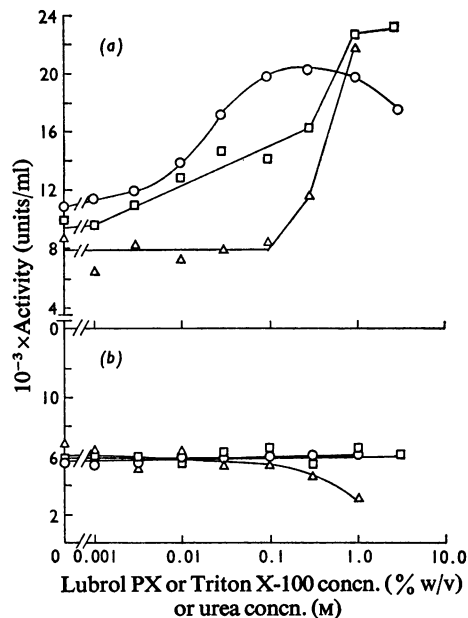 24
(a)
20
16
12
8
4
0
10⁻³×Activity (units/ml)
(b)
10
6
2
0
0 0.001 0.01 0.1 1.0 10.0
Lubrol PX or Triton X-100 concn. (% w/v)
or urea concn. (M)